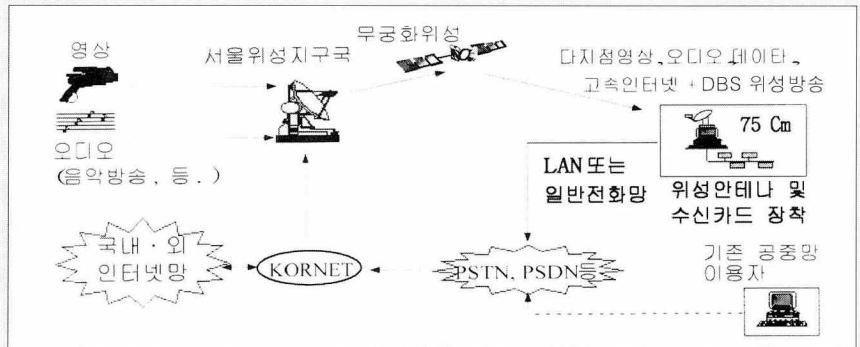 영상
서울위성지구국
무궁화위성
다지점영상, 오디오, 데이타,
고속인터넷 + DBS 위성방송
75 Cm
오디오
(음악방송, 등.)
LAN 또는
일반전화망
위성안테나 및
수신카드 장착
국내·외
인터넷망
KORNET
PSTN, PSDN등
기존 공중망
이용자